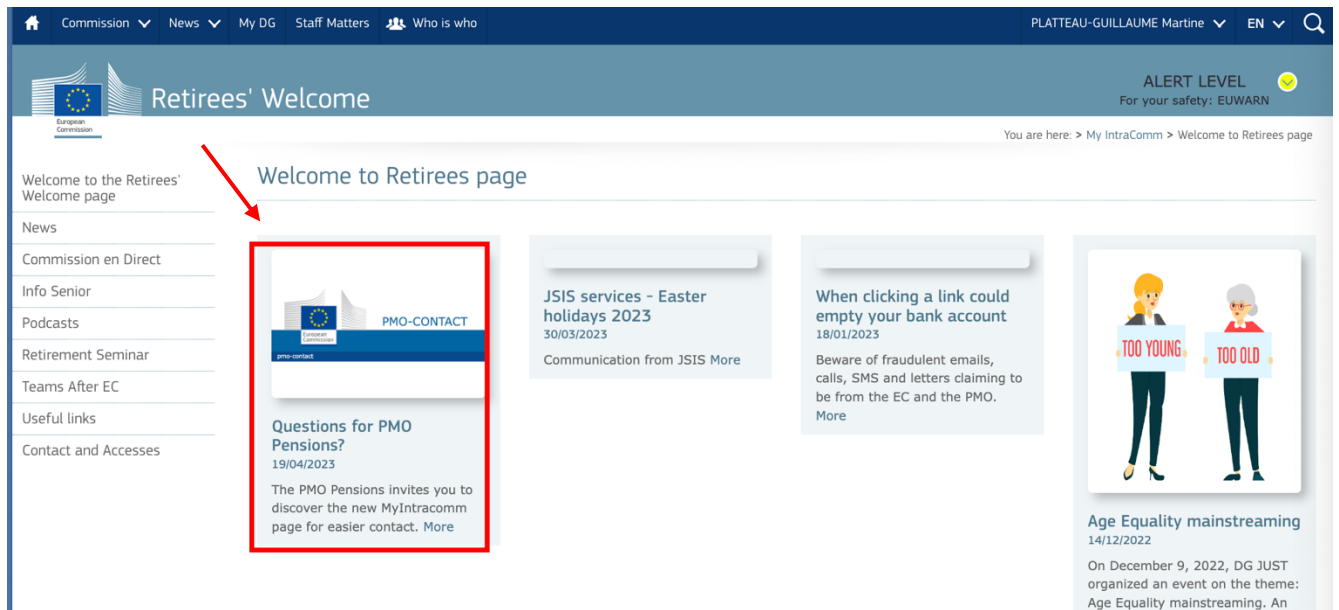 Commission News My DG Staff Matters Who is who PLATTEAU-GUILLAUME Martine EN
European
Commission
Retirees' Welcome
ALERT LEVEL
For your safety: EUWARN
You are here: > My IntraComm > Welcome to Retirees page
Welcome to the Retirees'
Welcome page
News
Commission en Direct
Info Senior
Podcasts
Retirement Seminar
Teams After EC
Useful links
Contact and Accesses
Welcome to Retirees page
European
Commission
PMO-CONTACT
pmo-contact
Questions for PMO
Pensions?
19/04/2023
The PMO Pensions invites you to
discover the new MyIntracomm
page for easier contact. More
JSIS services - Easter
holidays 2023
30/03/2023
Communication from JSIS More
When clicking a link could
empty your bank account
18/01/2023
Beware of fraudulent emails,
calls, SMS and letters claiming to
be from the EC and the PMO.
More
TOO YOUNG
TOO OLD
Age Equality mainstreaming
14/12/2022
On December 9, 2022, DG JUST
organized an event on the theme:
Age Equality mainstreaming. An